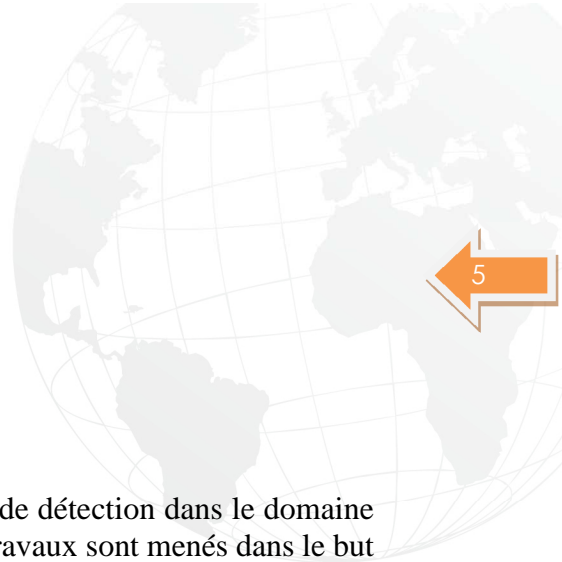 5
de détection dans le domaine
ravaux sont menés dans le but